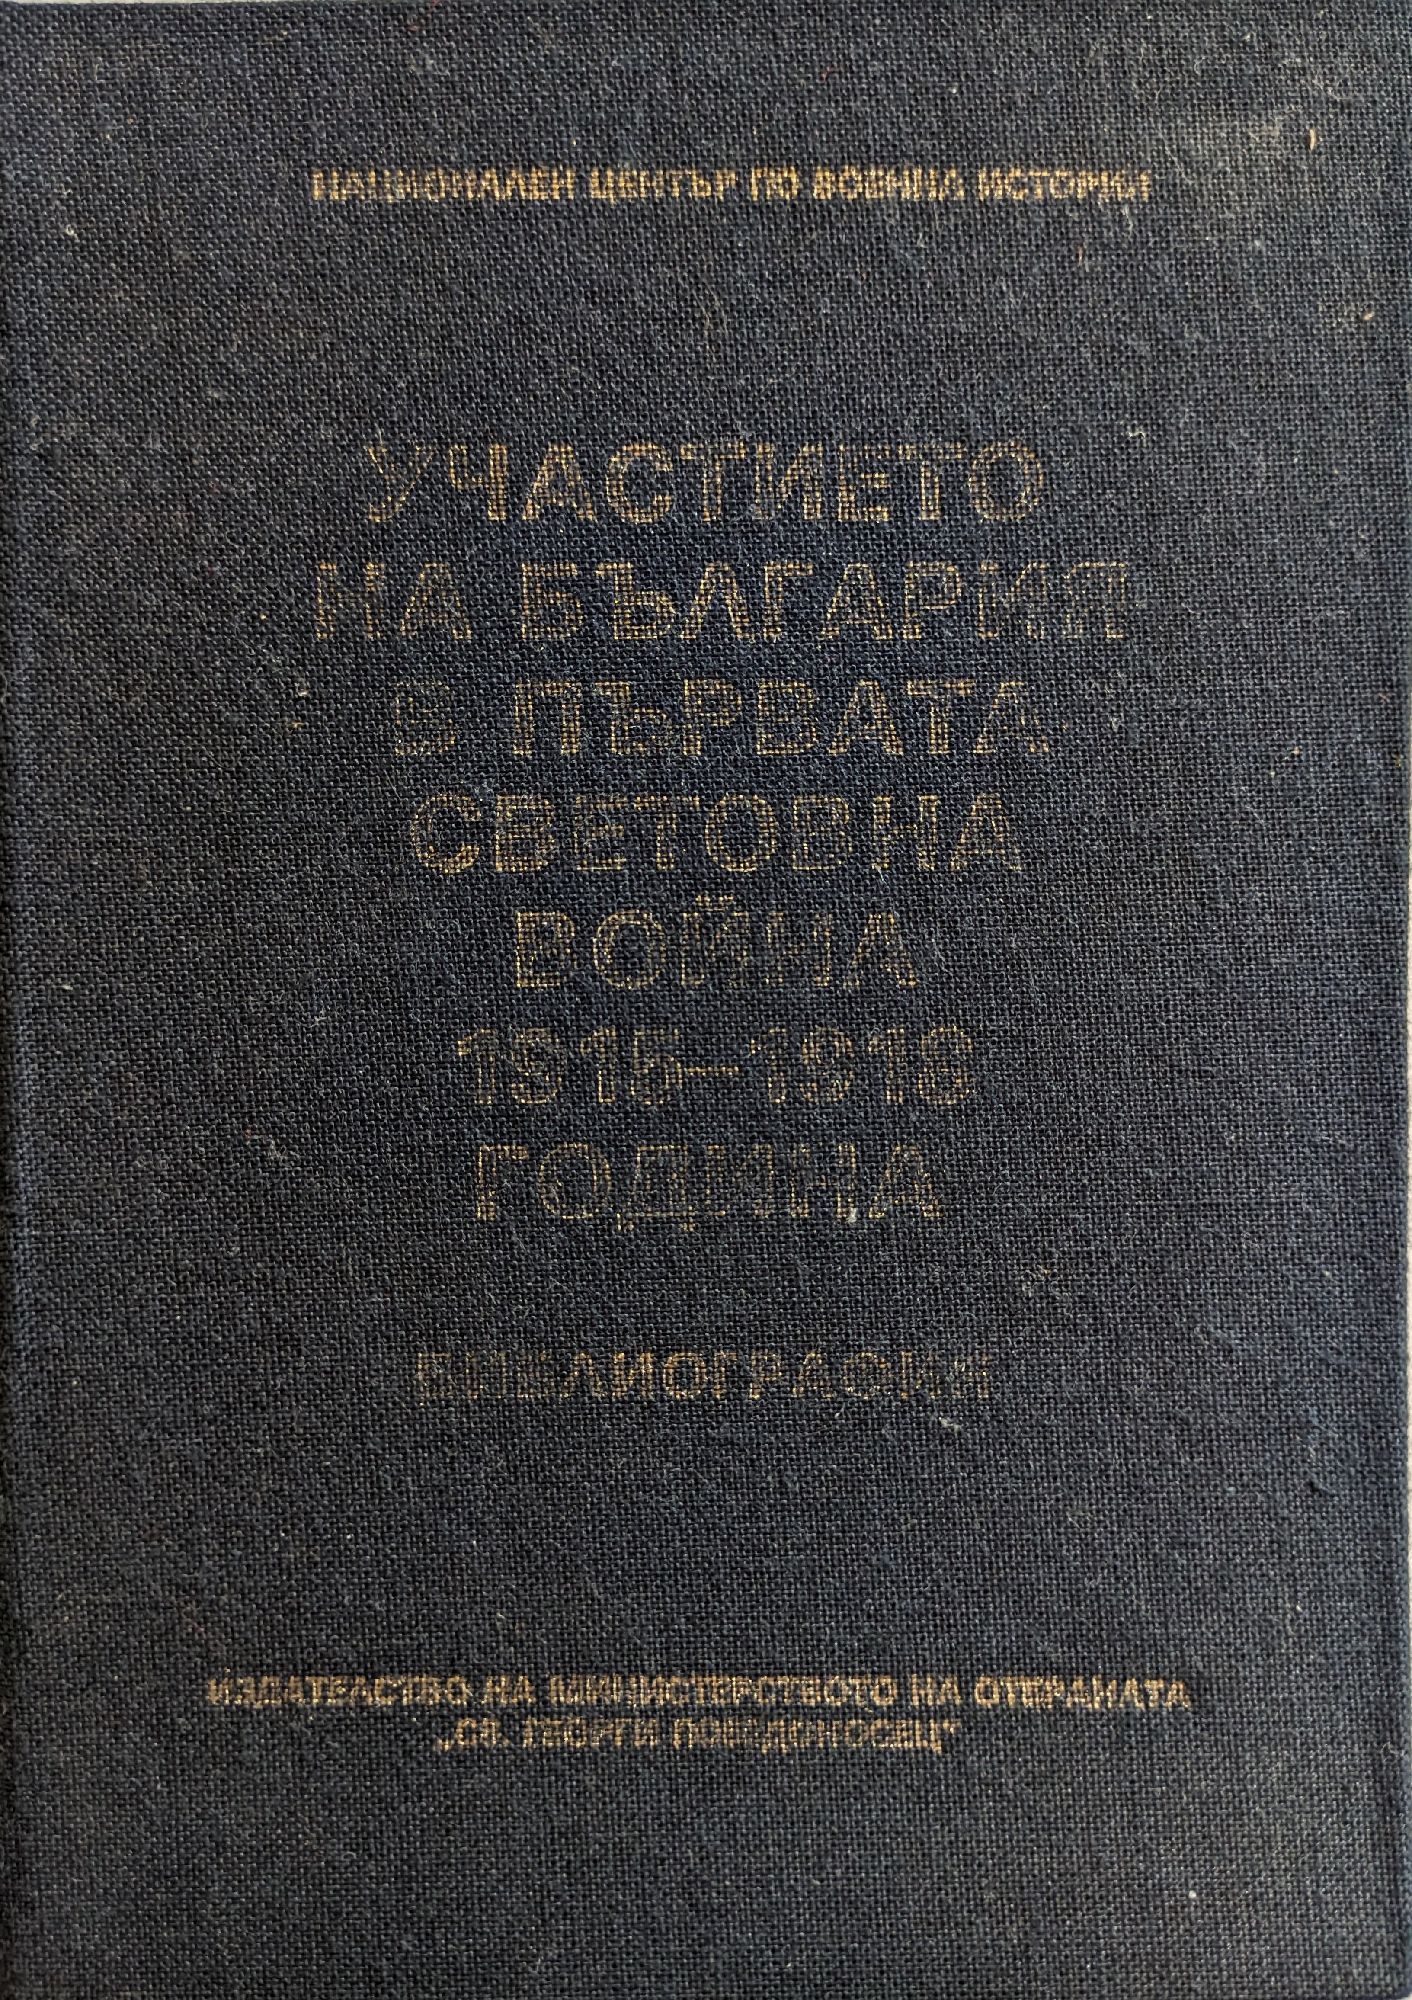 НАЦИОНАЛЕН ЦЕНТЪР ПО ВОЕННА ИСТОРИЯ
УЧАСТИЕТО
НА БЪЛГАРИЯ
В ПЪРВАТА
СВЕТОВНА
ВОЙНА
1915–1918
ГОДИНА
БИБЛИОГРАФИЯ
ИЗДАТЕЛСТВО НА МИНИСТЕРСТВОТО НА ОТБРАНАТА
„СВ. ГЕОРГИ ПОБЕДОНОСЕЦ“